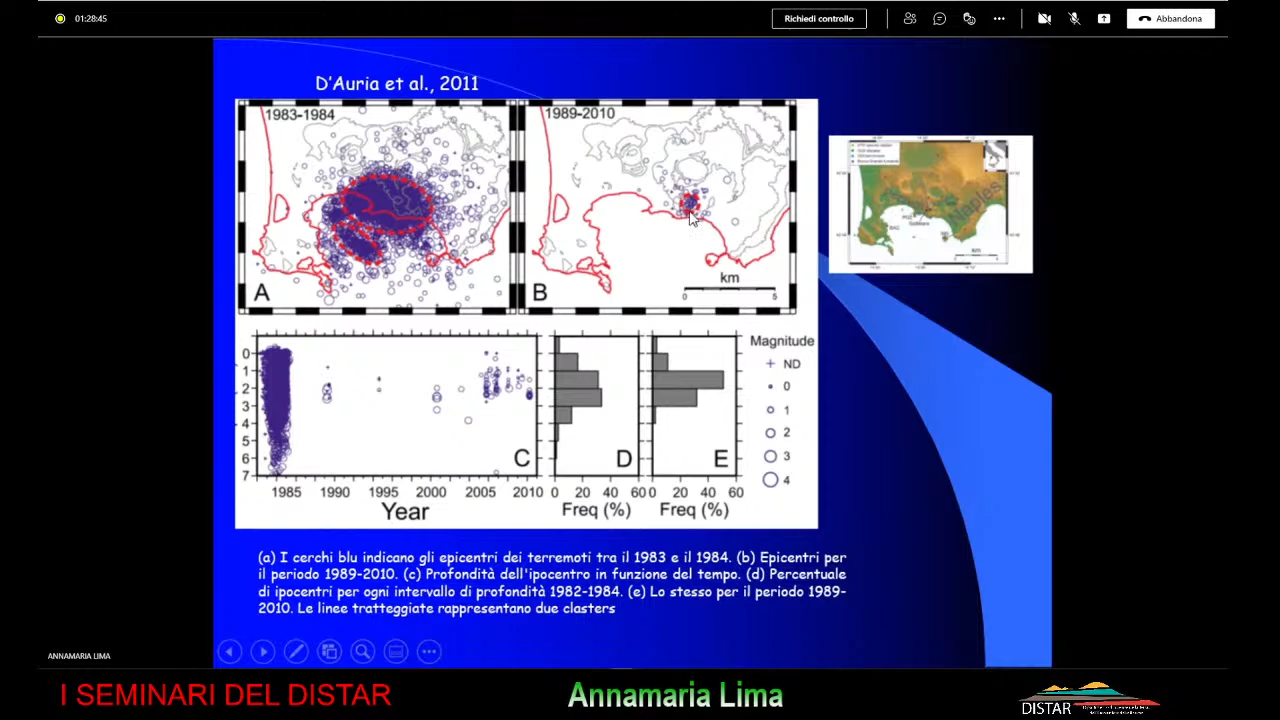 01:28:45
Richiedi controllo
Abbandona
D'Auria et al., 2011
1983-1984
1989-2010
A
B
km
0 5
Naples
Magnitude
ND
0
1
2
3
4
0
1
2
3
4
5
6
7
C
D
E
1985 1990 1995 2000 2005 2010
0 20 40 60
0 20 40 60
Year
Freq (%)
Freq (%)
(a) I cerchi blu indicano gli epicentri dei terremoti tra il 1983 e il 1984. (b) Epicentri per
il periodo 1989-2010. (c) Profondità dell'ipocentro in funzione del tempo. (d) Percentuale
di ipocentri per ogni intervallo di profondità 1982-1984. (e) Lo stesso per il periodo 1989-
2010. Le linee tratteggiate rappresentano due clasters
ANNAMARIA LIMA
I SEMINARI DEL DISTAR
Annamaria Lima
DISTAR